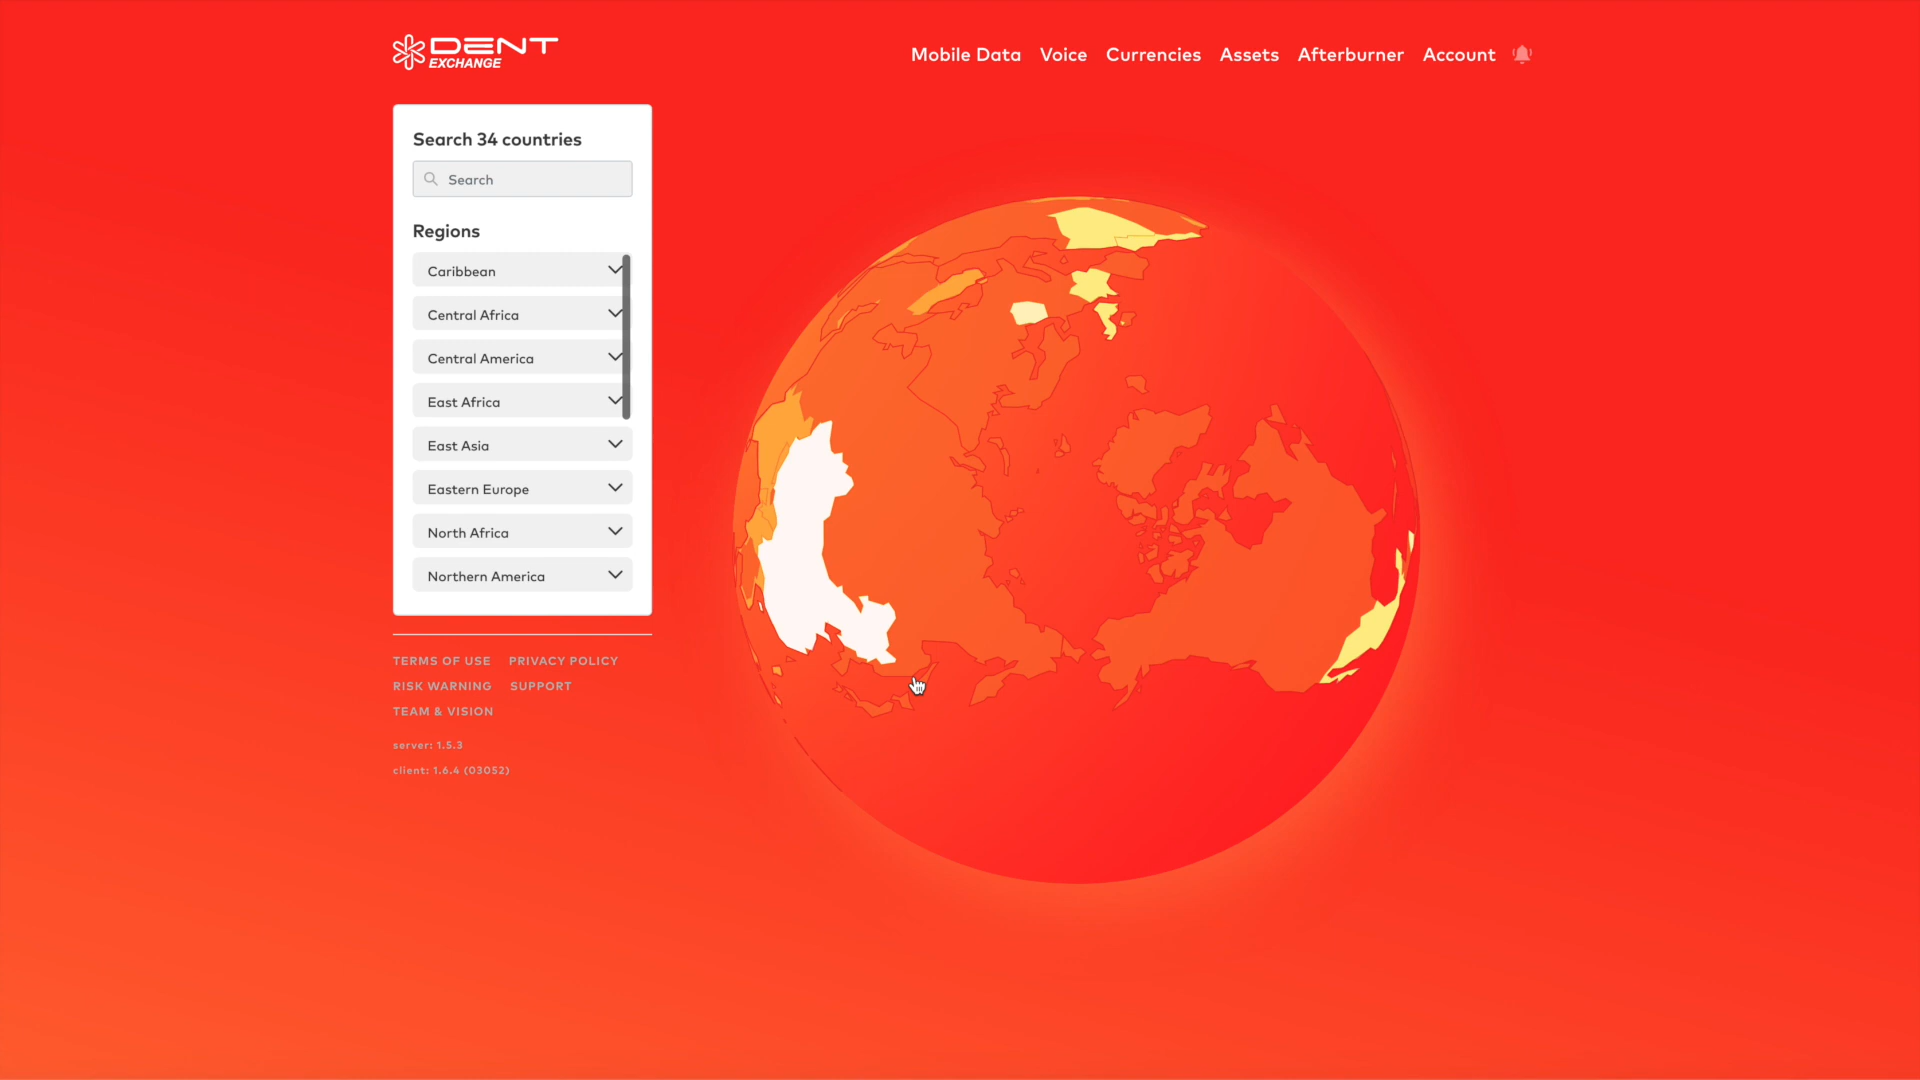 DENT
EXCHANGE
Mobile Data Voice Currencies Assets Afterburner Account
Search 34 countries
Search
Regions
Caribbean
Central Africa
Central America
East Africa
East Asia
Eastern Europe
North Africa
Northern America
TERMS OF USE PRIVACY POLICY
RISK WARNING SUPPORT
TEAM & VISION
server: 1.5.3
client: 1.6.4 (03052)